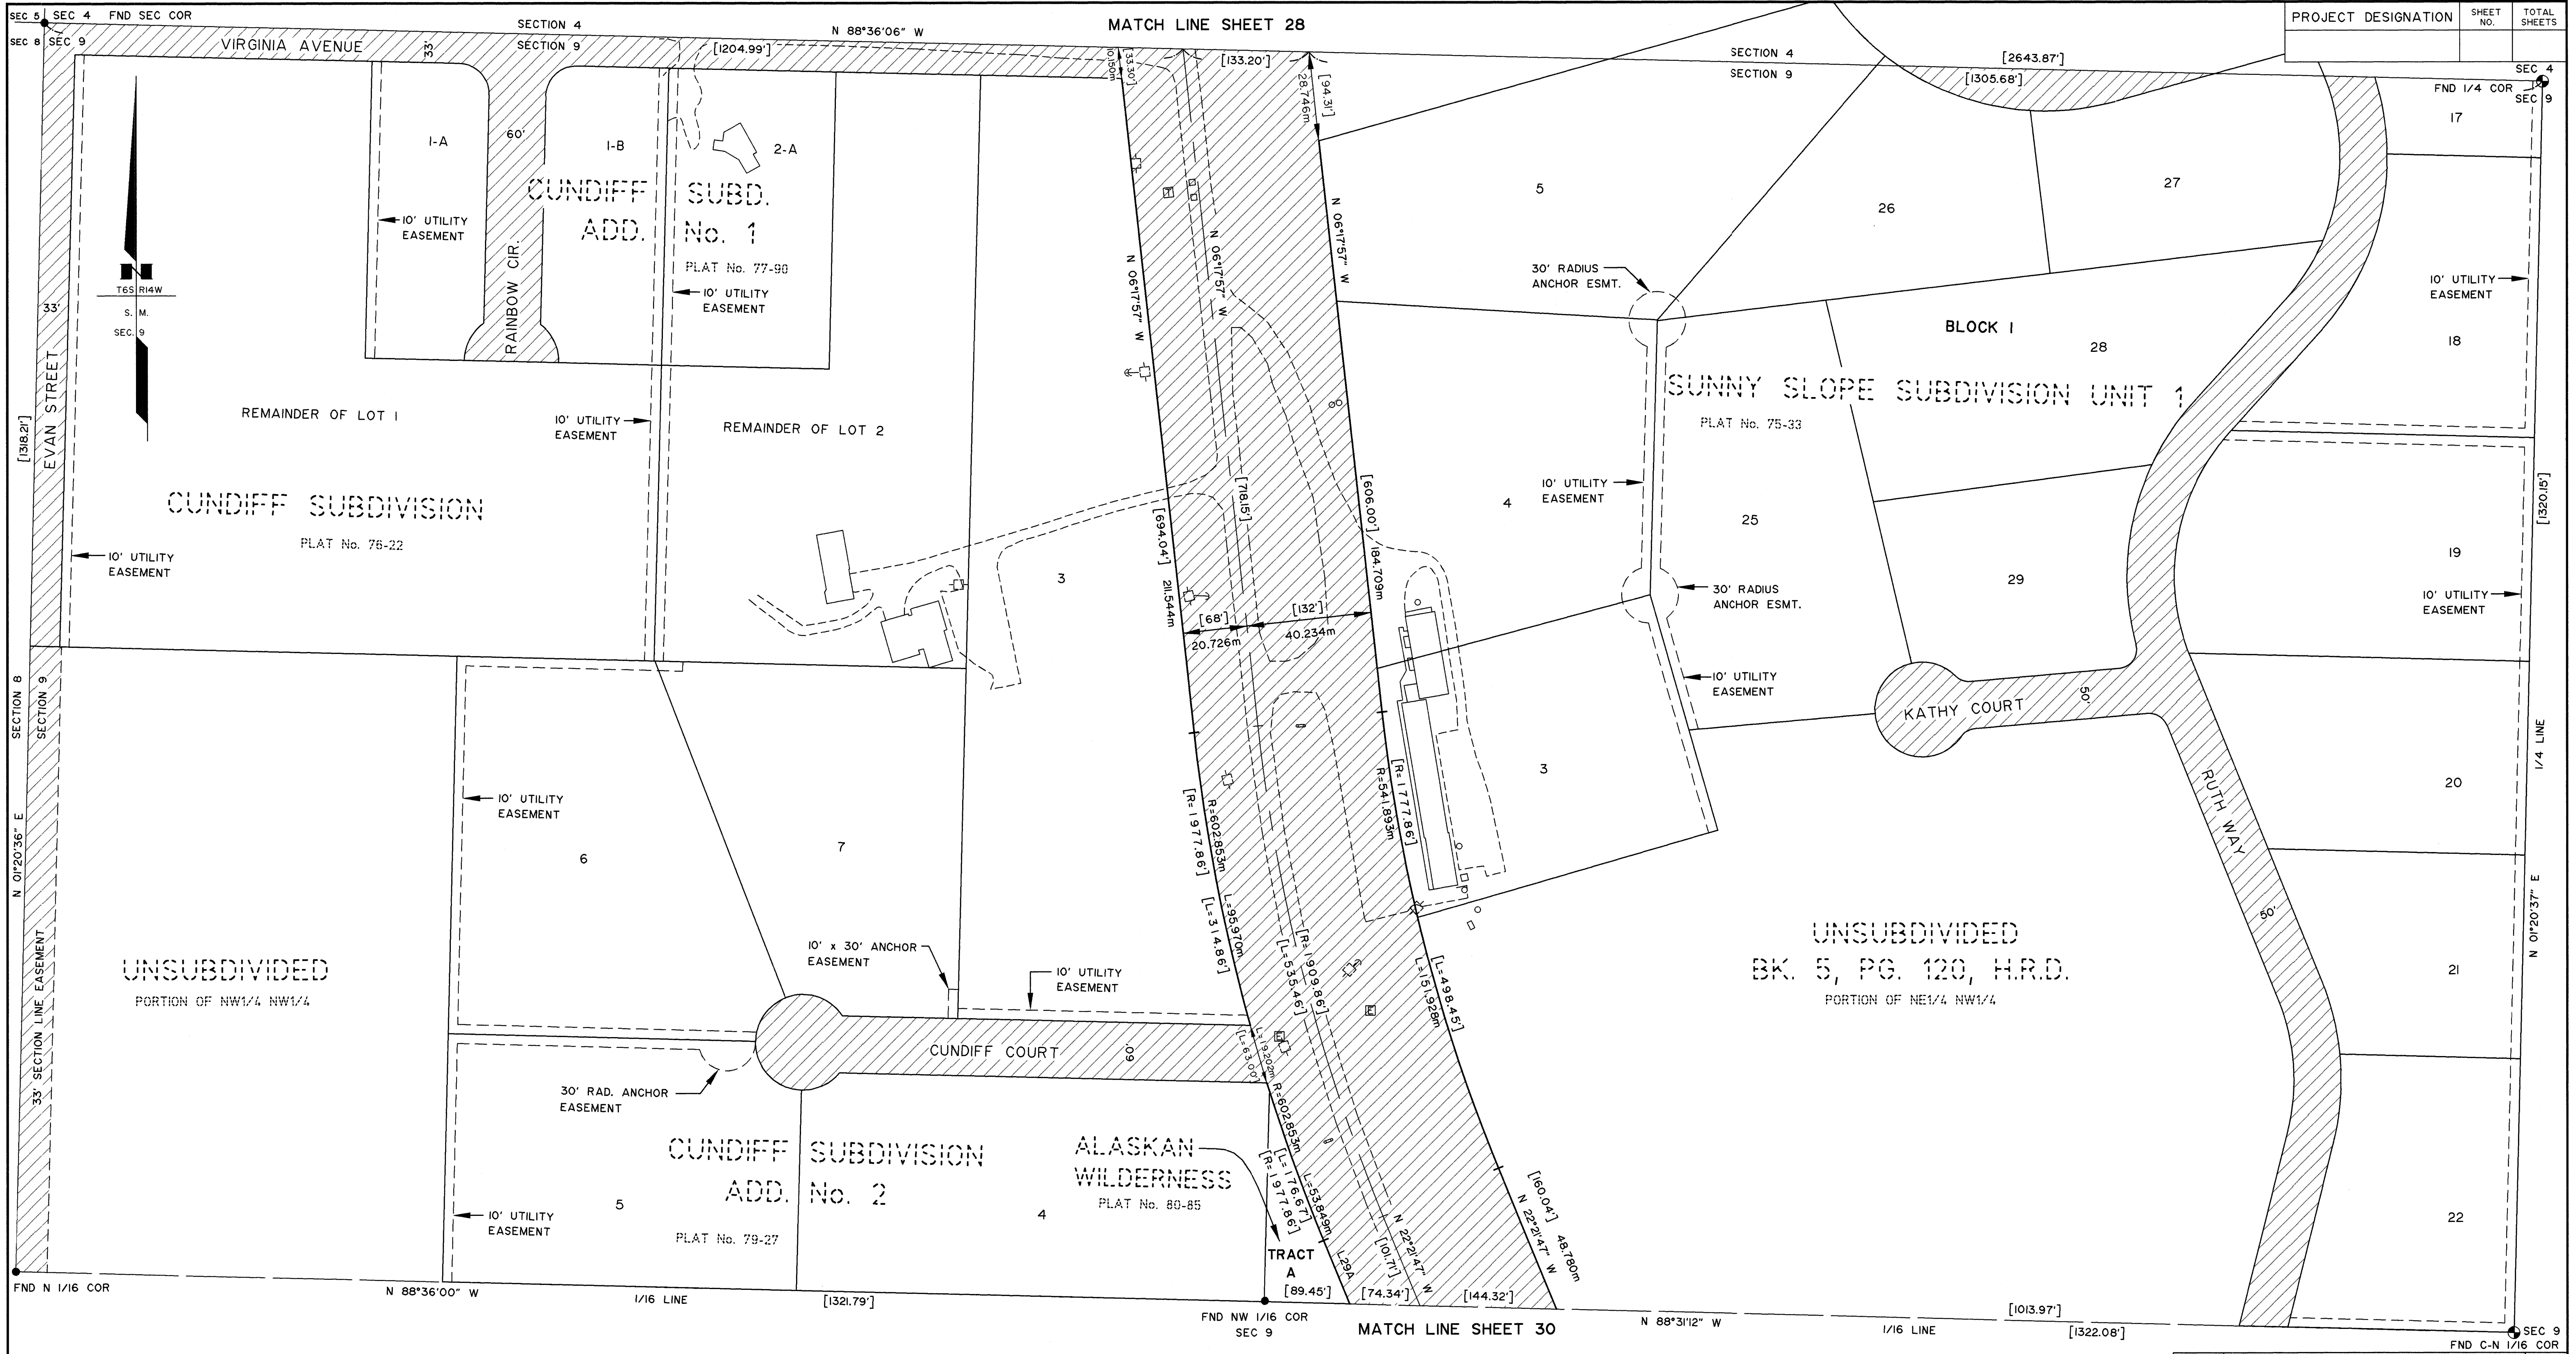 SEC 5 SEC 4 FND SEC COR
SEC 8 SEC 9
SECTION 4
SECTION 9
N 88°36'06" W
MATCH LINE SHEET 28
PROJECT DESIGNATION
SHEET NO.
TOTAL SHEETS
VIRGINIA AVENUE
33'
[1204.99']
[33.30']
10.150m
[133.20']
[94.31']
28.746m
SECTION 4
SECTION 9
[2643.87']
[1305.68']
SEC 4
FND 1/4 COR
SEC 9
17
1-A
60'
1-B
2-A
CUNDIFF SUBD.
ADD. No. 1
PLAT No. 77-90
10' UTILITY
EASEMENT
10' UTILITY
EASEMENT
RAINBOW CIR.
T6S R14W
S. M.
SEC. 9
33'
EVAN STREET
[1318.21']
N 06°17'57" W
N 06°17'57" W
N 06°17'57" W
5
26
27
30' RADIUS
ANCHOR ESMT.
BLOCK 1
28
10' UTILITY
EASEMENT
18
REMAINDER OF LOT 1
10' UTILITY
EASEMENT
REMAINDER OF LOT 2
SUNNY SLOPE SUBDIVISION UNIT 1
PLAT No. 75-33
CUNDIFF SUBDIVISION
PLAT No. 76-22
10' UTILITY
EASEMENT
3
[694.04'] 211.544m
[718.15']
[606.00'] 184.709m
4
10' UTILITY
EASEMENT
25
[1320.15']
19
29
30' RADIUS
ANCHOR ESMT.
10' UTILITY
EASEMENT
[68']
20.726m
[132']
40.234m
10' UTILITY
EASEMENT
KATHY COURT
50'
SECTION 8
SECTION 9
N 01°20'36" E
10' UTILITY
EASEMENT
6
7
3
R=541.893m
[R=1777.86']
R=602.853m
[R=1977.86']
L=95.970m
[L=314.86']
RUTH WAY
20
1/4 LINE
N 01°20'37" E
50'
21
UNSUBDIVIDED
PORTION OF NW1/4 NW1/4
33' SECTION LINE EASEMENT
10' x 30' ANCHOR
EASEMENT
10' UTILITY
EASEMENT
[R=1909.86']
[L=535.46']
[L=498.45']
L=151.928m
UNSUBDIVIDED
BK. 5, PG. 120, H.R.D.
PORTION OF NE1/4 NW1/4
CUNDIFF COURT
60'
L=19.202m
[L=63.00']
30' RAD. ANCHOR
EASEMENT
CUNDIFF SUBDIVISION
ADD. No. 2
PLAT No. 79-27
5
10' UTILITY
EASEMENT
4
ALASKAN
WILDERNESS
PLAT No. 80-85
TRACT
A
R=602.853m
[R=1977.86']
L=53.849m
[L=176.67']
L29A
N 22°21'47" W
[101.71']
[160.04'] 48.780m
N 22°21'47" W
22
FND N 1/16 COR
N 88°36'00" W
1/16 LINE
[1321.79']
[89.45']
[74.34']
[144.32']
FND NW 1/16 COR
SEC 9
MATCH LINE SHEET 30
N 88°31'12" W
1/16 LINE
[1013.97']
[1322.08']
SEC 9
FND C-N 1/16 COR